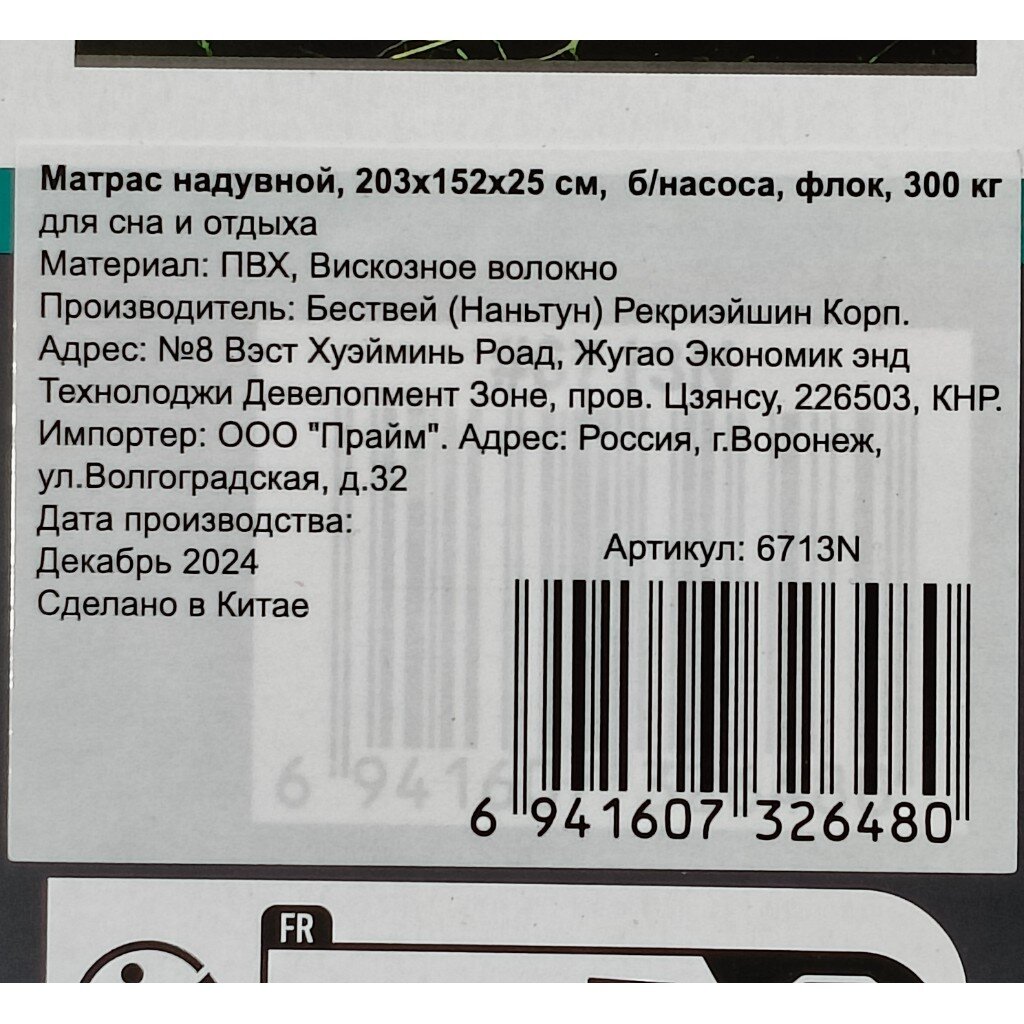 Матрас надувной, 203x152x25 см, б/насоса, флок, 300 кг
для сна и отдыха
Материал: ПВХ, Вискозное волокно
Производитель: Бествей (Наньтун) Рекриэйшин Корп.
Адрес: №8 Вэст Хуэйминь Роад, Жугао Экономик энд
Технолоджи Девелопмент Зоне, пров. Цзянсу, 226503, КНР.
Импортер: ООО "Прайм". Адрес: Россия, г.Воронеж,
ул.Волгоградская, д.32
Дата производства:
Декабрь 2024
Сделано в Китае
Артикул: 6713N
6 941607 326480
FR